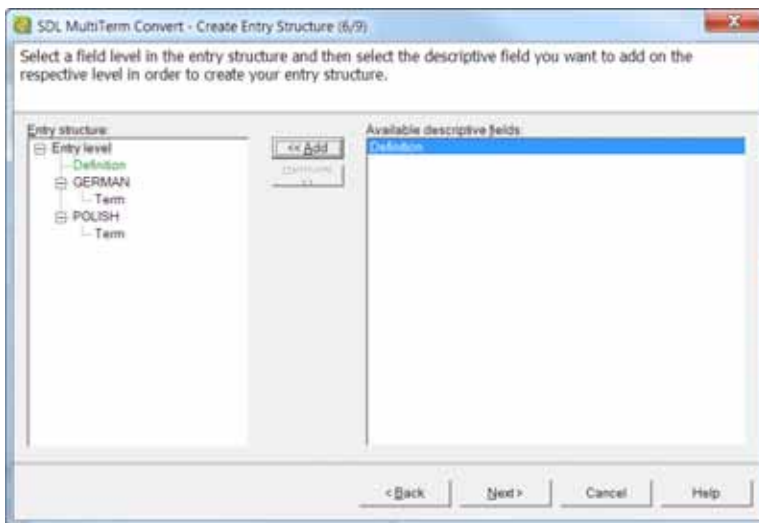 SDL MultiTerm Convert - Create Entry Structure (6/9)
Select a field level in the entry structure and then select the descriptive field you want to add on the
respective level in order to create your entry structure.
Entry structure:
Available descriptive fields:
Entry level
Definition
GERMAN
Term
POLISH
Term
<< Add
Definition
< Back
Next >
Cancel
Help